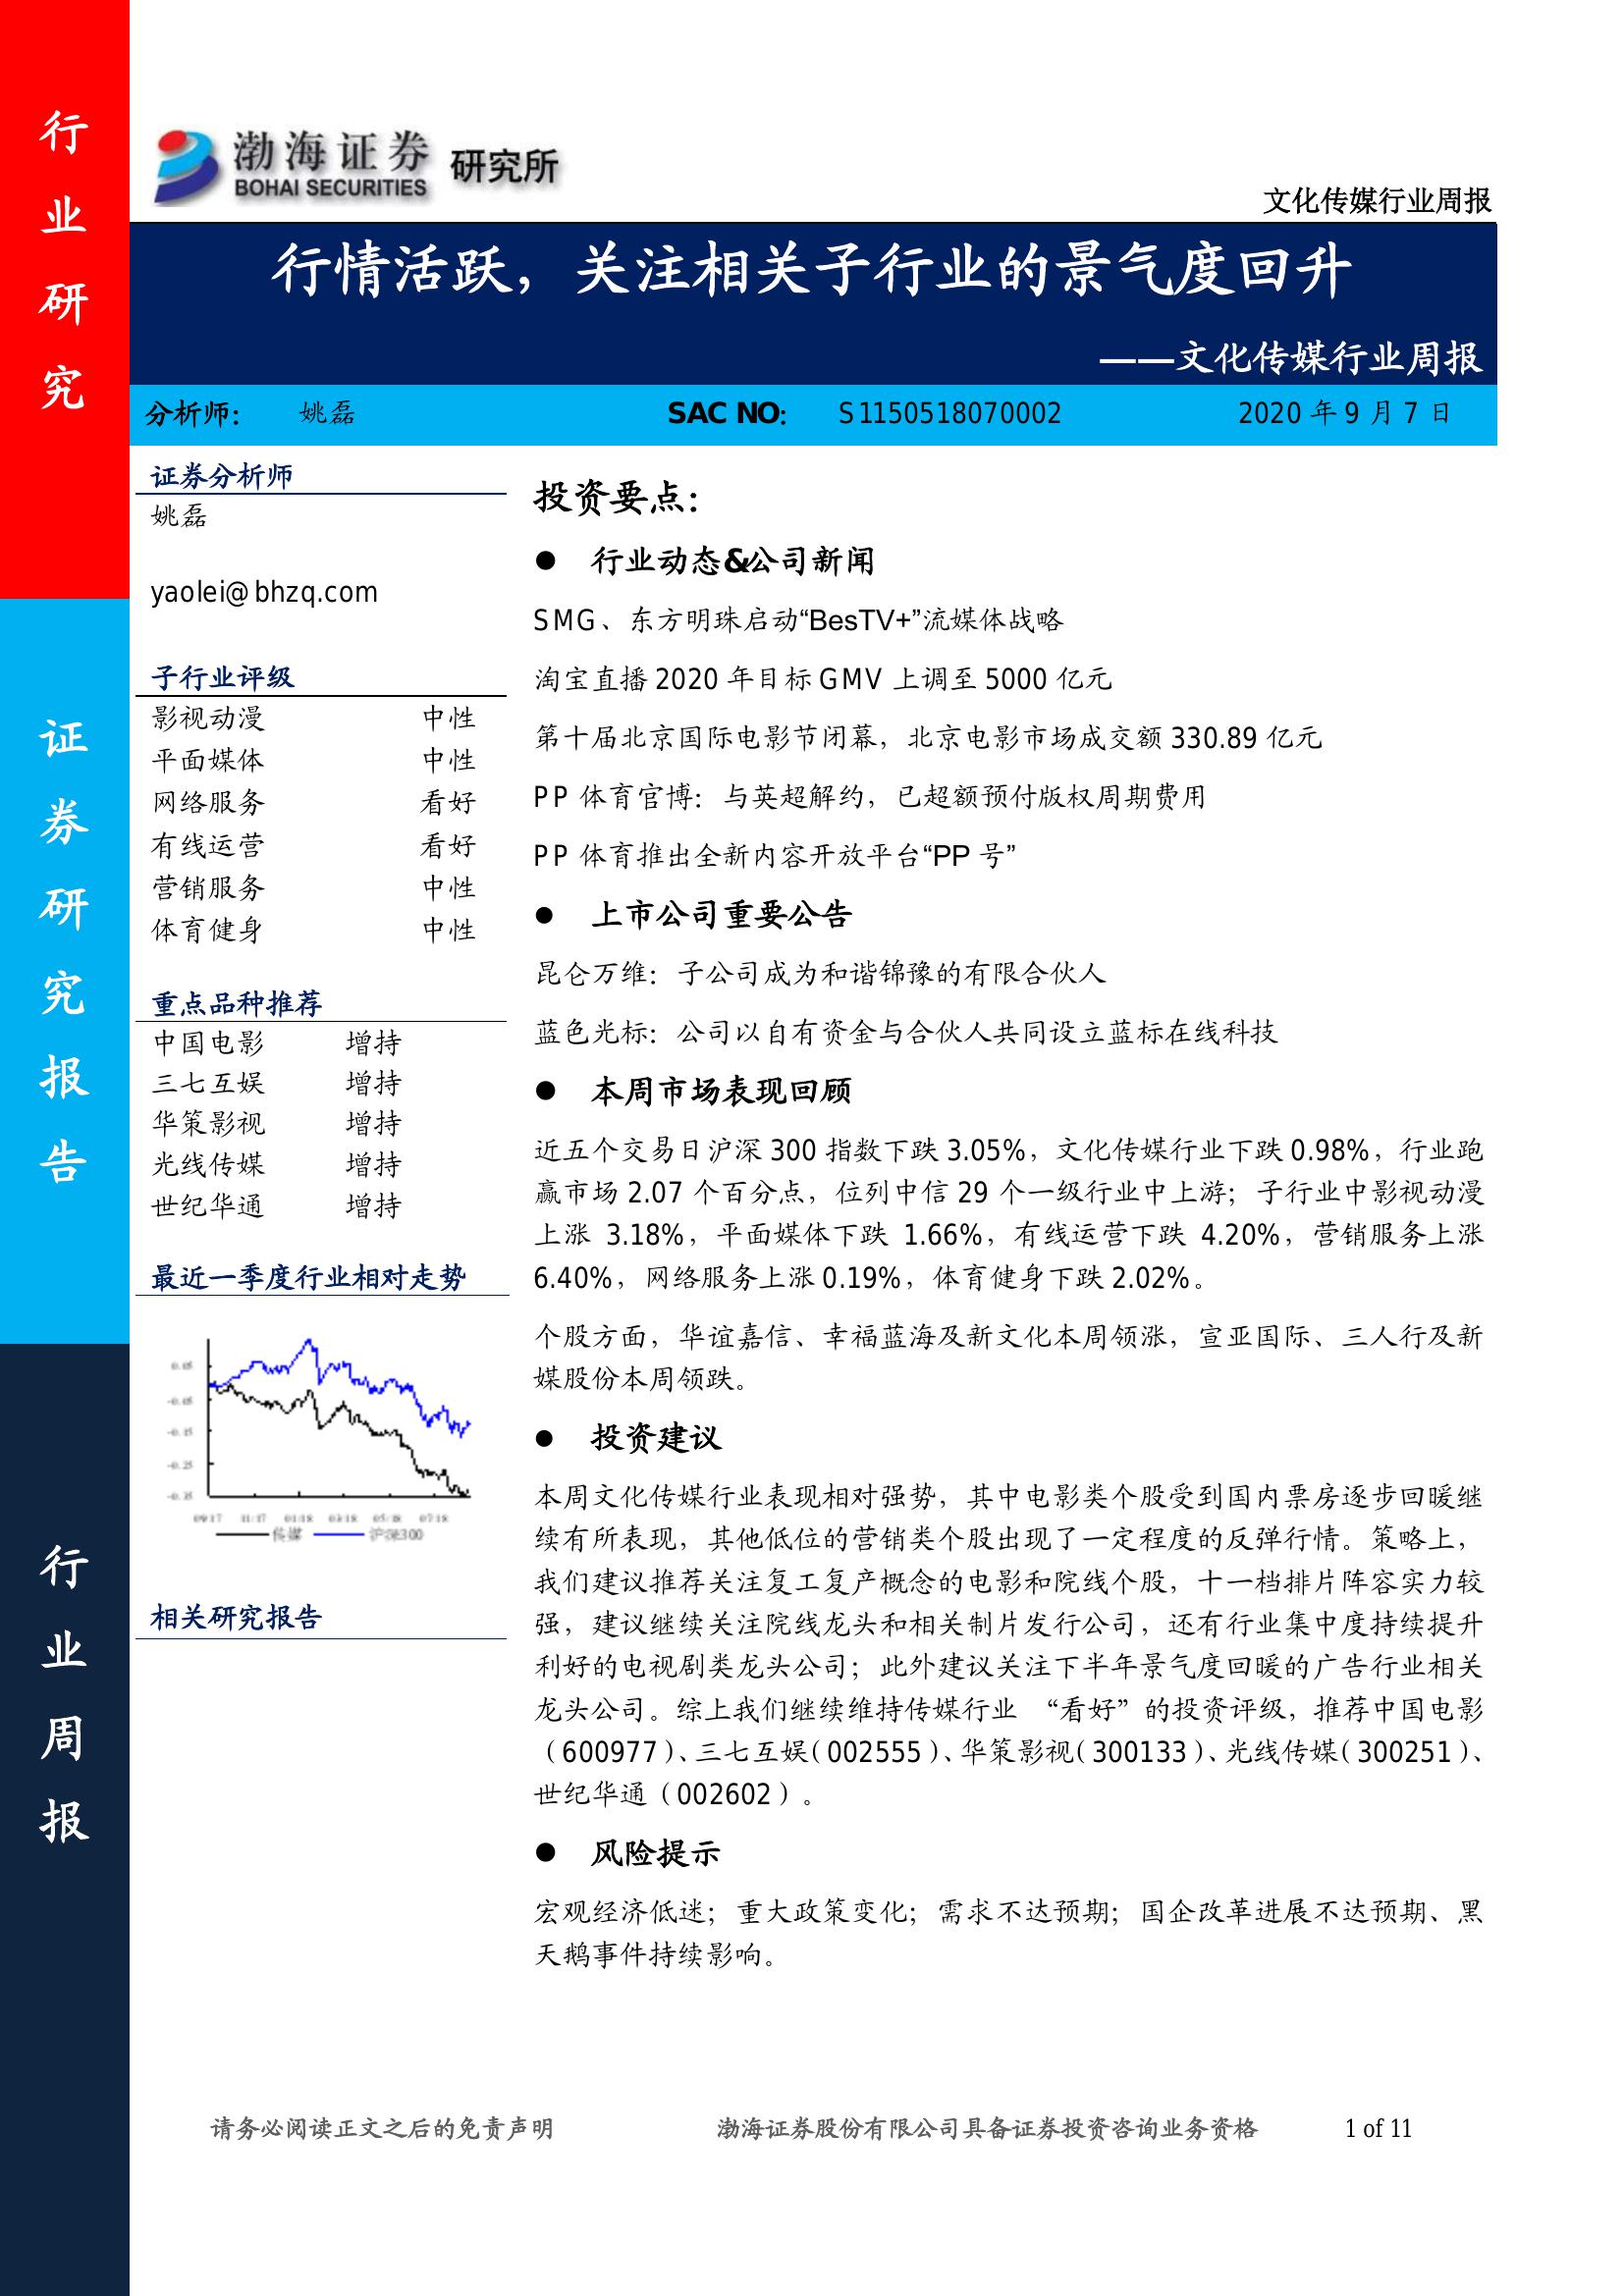 行业研究
证券研究报告
行业周报
渤海证券 研究所
BOHAI SECURITIES
文化传媒行业周报
行情活跃，关注相关子行业的景气度回升
——文化传媒行业周报
分析师： 姚磊 SAC NO： S1150518070002 2020 年 9 月 7 日
证券分析师
姚磊
yaolei@bhzq.com
子行业评级
影视动漫 中性
平面媒体 中性
网络服务 看好
有线运营 看好
营销服务 中性
体育健身 中性
重点品种推荐
中国电影 增持
三七互娱 增持
华策影视 增持
光线传媒 增持
世纪华通 增持
最近一季度行业相对走势
0.05
-0.05
-0.15
-0.25
-0.35
09/17 11/17 01/18 03/18 05/18 07/18
传媒 沪深300
相关研究报告
投资要点：
● 行业动态&公司新闻
SMG、东方明珠启动“BesTV+”流媒体战略
淘宝直播 2020 年目标 GMV 上调至 5000 亿元
第十届北京国际电影节闭幕，北京电影市场成交额 330.89 亿元
PP 体育官博：与英超解约，已超额预付版权周期费用
PP 体育推出全新内容开放平台“PP 号”
● 上市公司重要公告
昆仑万维：子公司成为和谐锦豫的有限合伙人
蓝色光标：公司以自有资金与合伙人共同设立蓝标在线科技
● 本周市场表现回顾
近五个交易日沪深 300 指数下跌 3.05%，文化传媒行业下跌 0.98%，行业跑
赢市场 2.07 个百分点，位列中信 29 个一级行业中上游；子行业中影视动漫
上涨 3.18%，平面媒体下跌 1.66%，有线运营下跌 4.20%，营销服务上涨
6.40%，网络服务上涨 0.19%，体育健身下跌 2.02%。
个股方面，华谊嘉信、幸福蓝海及新文化本周领涨，宣亚国际、三人行及新
媒股份本周领跌。
● 投资建议
本周文化传媒行业表现相对强势，其中电影类个股受到国内票房逐步回暖继
续有所表现，其他低位的营销类个股出现了一定程度的反弹行情。策略上，
我们建议推荐关注复工复产概念的电影和院线个股，十一档排片阵容实力较
强，建议继续关注院线龙头和相关制片发行公司，还有行业集中度持续提升
利好的电视剧类龙头公司；此外建议关注下半年景气度回暖的广告行业相关
龙头公司。综上我们继续维持传媒行业 “看好”的投资评级，推荐中国电影
（600977）、三七互娱（002555）、华策影视（300133）、光线传媒（300251）、
世纪华通（002602）。
● 风险提示
宏观经济低迷；重大政策变化；需求不达预期；国企改革进展不达预期、黑
天鹅事件持续影响。
请务必阅读正文之后的免责声明 渤海证券股份有限公司具备证券投资咨询业务资格 1 of 11